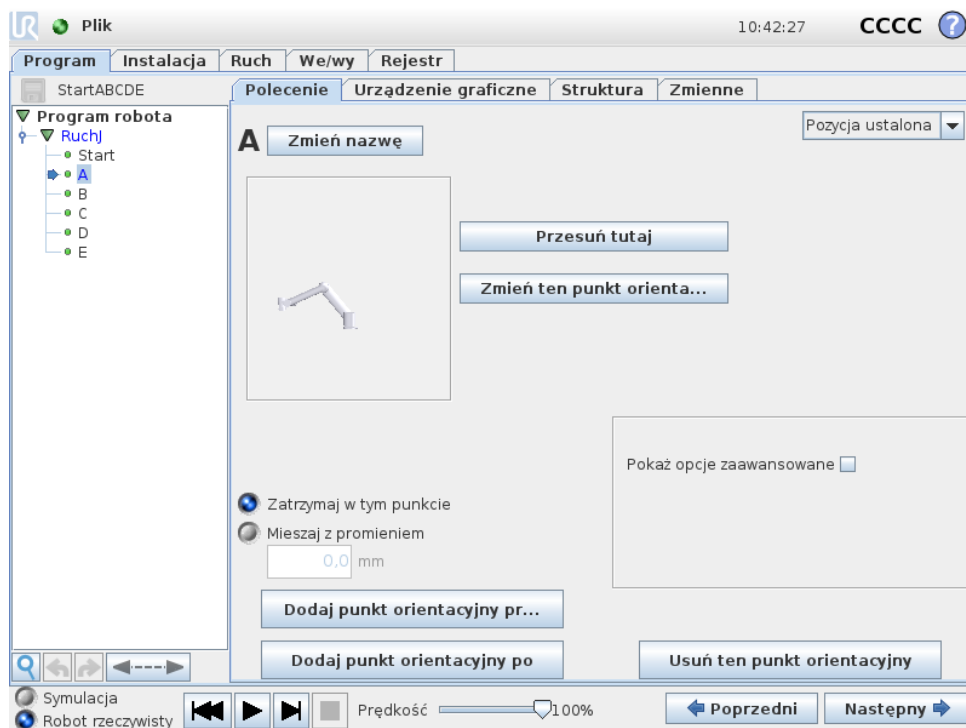 UR Plik 10:42:27 CCCC ?
Program Instalacja Ruch We/wy Rejestr
StartABCDE
Polecenie Urządzenie graficzne Struktura Zmienne
Program robota
RuchJ
Start
A
B
C
D
E
A Zmień nazwę
Pozycja ustalona
Przesuń tutaj
Zmień ten punkt orienta...
Pokaż opcje zaawansowane
Zatrzymaj w tym punkcie
Mieszaj z promieniem
0,0 mm
Dodaj punkt orientacyjny pr...
Dodaj punkt orientacyjny po
Usuń ten punkt orientacyjny
Symulacja
Robot rzeczywisty
Prędkość 100%
Poprzedni
Następny